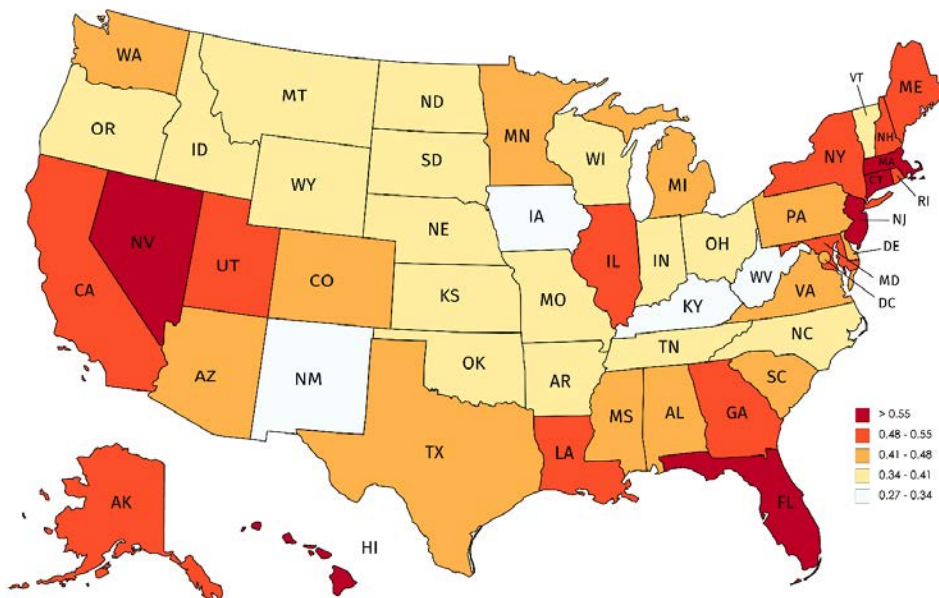 WA
MT
ND
MN
VT
ME
OR
ID
SD
WI
NY
NH
MA
CT
RI
WY
MI
IA
NE
PA
NJ
NV
UT
CO
IL
IN
OH
DE
CA
KS
MO
WV
VA
MD
DC
KY
NC
TN
AZ
NM
OK
AR
SC
MS
AL
GA
TX
LA
> 0.55
0.48 - 0.55
0.41 - 0.48
0.34 - 0.41
0.27 - 0.34
FL
AK
HI